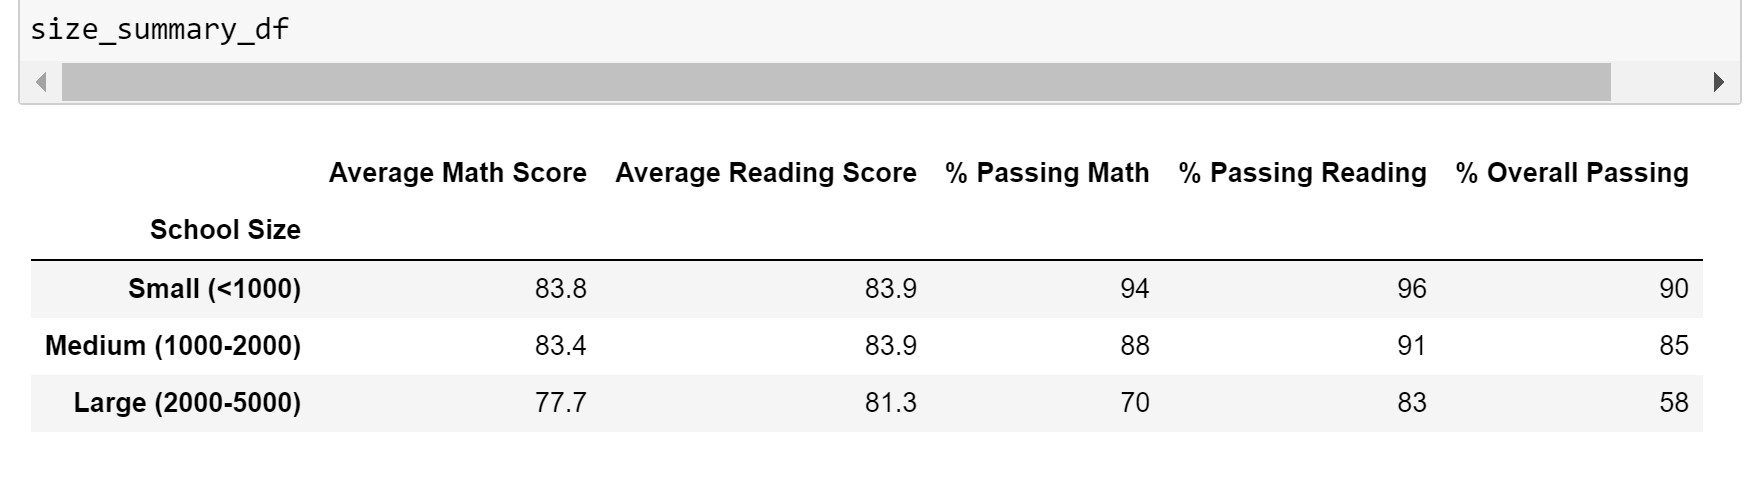 size_summary_df
Average Math Score Average Reading Score % Passing Math % Passing Reading % Overall Passing
School Size
Small (<1000) 83.8 83.9 94 96 90
Medium (1000-2000) 83.4 83.9 88 91 85
Large (2000-5000) 77.7 81.3 70 83 58